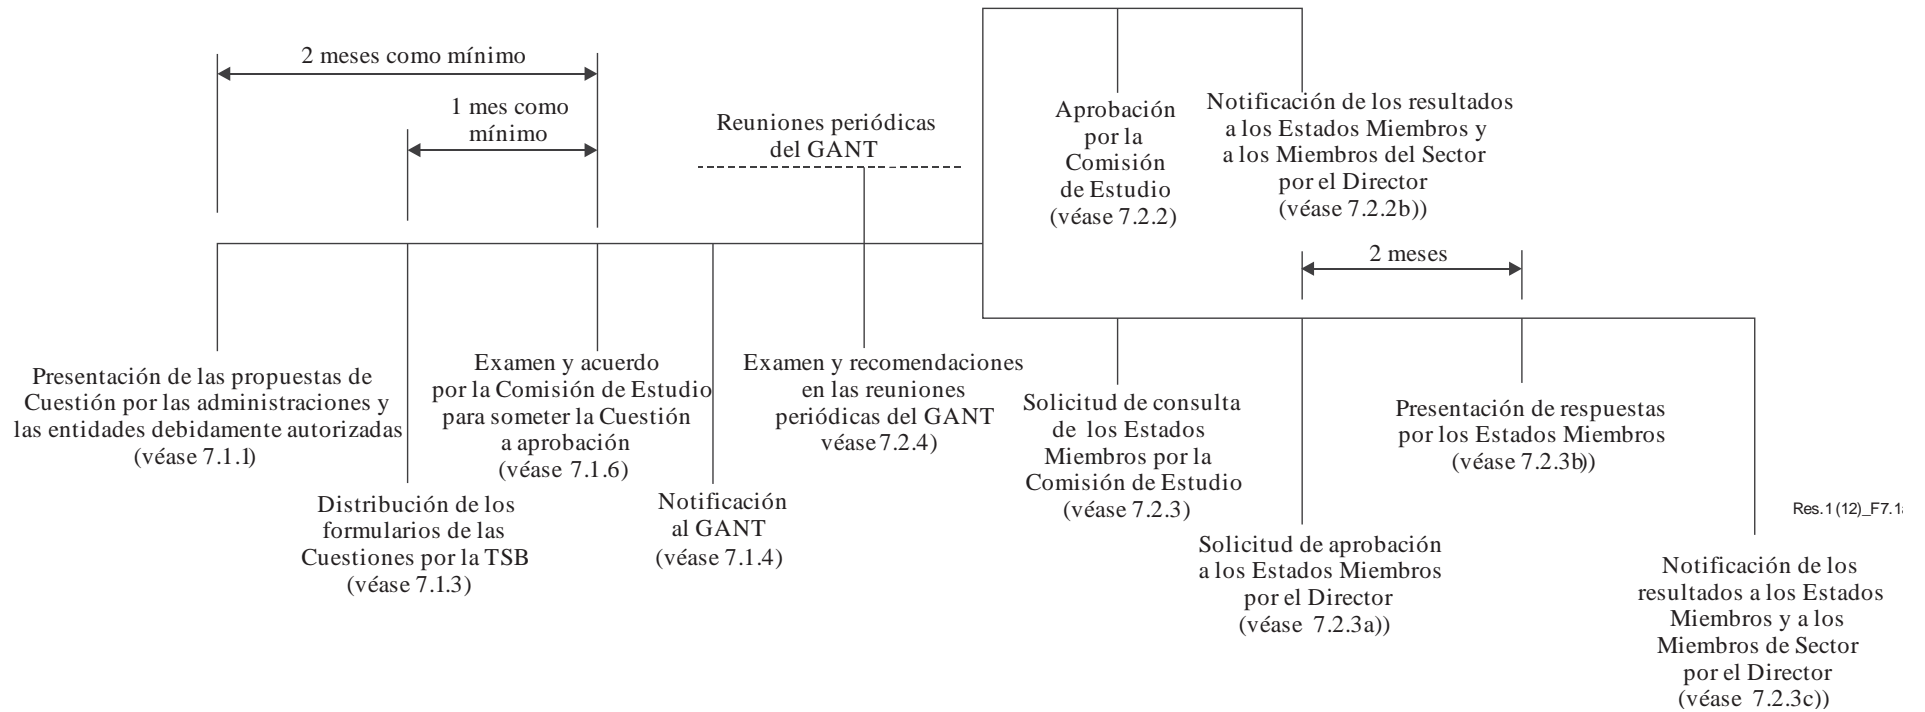 2 meses como mínimo
1 mes como
mínimo
Reuniones periódicas
del GANT
Aprobación
por la
Comisión
de Estudio
(véase 7.2.2)
Notificación de los resultados
a los Estados Miembros y
a los Miembros del Sector
por el Director
(véase 7.2.2b))
2 meses
Presentación de las propuestas de
Cuestión por las administraciones y
las entidades debidamente autorizadas
(véase 7.1.1)
Distribución de los
formularios de las
Cuestiones por la TSB
(véase 7.1.3)
Examen y acuerdo
por la Comisión de Estudio
para someter la Cuestión
a aprobación
(véase 7.1.6)
Notificación
al GANT
(véase 7.1.4)
Examen y recomendaciones
en las reuniones
periódicas del GANT
véase 7.2.4)
Solicitud de consulta
de los Estados
Miembros por la
Comisión de Estudio
(véase 7.2.3)
Solicitud de aprobación
a los Estados Miembros
por el Director
(véase 7.2.3a))
Presentación de respuestas
por los Estados Miembros
(véase 7.2.3b))
Notificación de los
resultados a los Estados
Miembros y a los
Miembros de Sector
por el Director
(véase 7.2.3c))
Res.1 (12)_F7.1